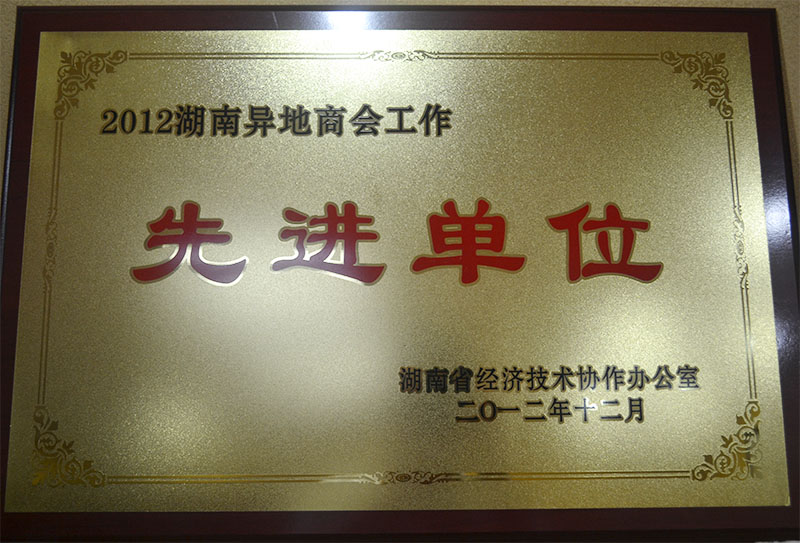 2012湖南异地商会工作
先进单位
湖南省经济技术协作办公室
二〇一二年十二月